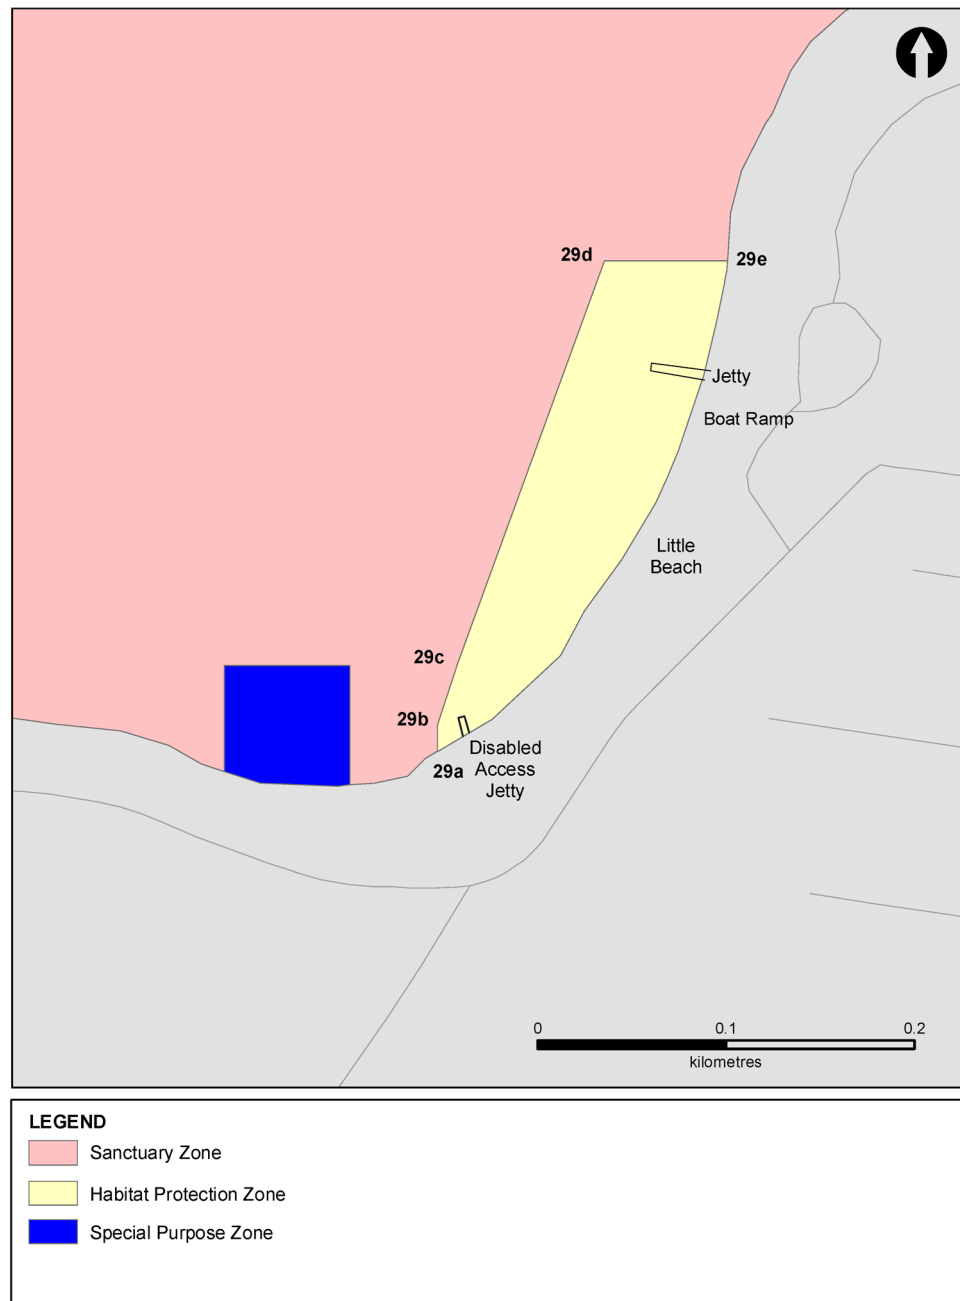 29d
29e
Jetty
Boat Ramp
Little
Beach
29c
29b
29a
Disabled
Access
Jetty
0 0.1 0.2
kilometres
LEGEND
Sanctuary Zone
Habitat Protection Zone
Special Purpose Zone